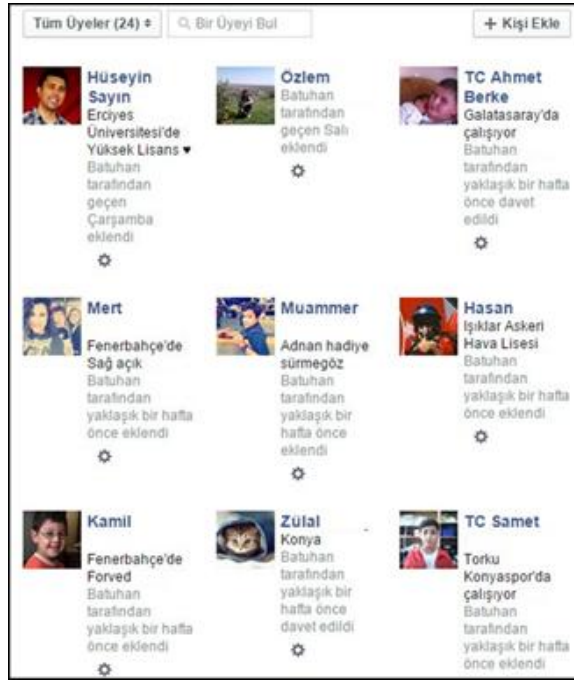 Tüm Üyeler (24)
Bir Üyeyi Bul
+ Kişi Ekle
Hüseyin
Sayın
Erciyes
Üniversitesi'de
Yüksek Lisans ♥
Batuhan
tarafından
geçen
Çarşamba
eklendi
Özlem
Batuhan
tarafından
geçen Salı
eklendi
TC Ahmet
Berke
Galatasaray'da
çalışıyor
Batuhan
tarafından
yaklaşık bir hafta
önce davet
edildi
Mert
Fenerbahçe'de
Sağ açık
Batuhan
tarafından
yaklaşık bir hafta
önce eklendi
Muammer
Adnan hadiye
sürmegöz
Batuhan
tarafından
yaklaşık bir
hafta önce
eklendi
Hasan
Işıklar Askeri
Hava Lisesi
Batuhan
tarafından
yaklaşık bir hafta
önce eklendi
Kamil
Fenerbahçe'de
Forved
Batuhan
tarafından
yaklaşık bir hafta
önce eklendi
Zülal
Konya
Batuhan
tarafından
yaklaşık bir
hafta önce
davet edildi
TC Samet
Torku
Konyaspor'da
çalışıyor
Batuhan
tarafından
yaklaşık bir hafta
önce eklendi